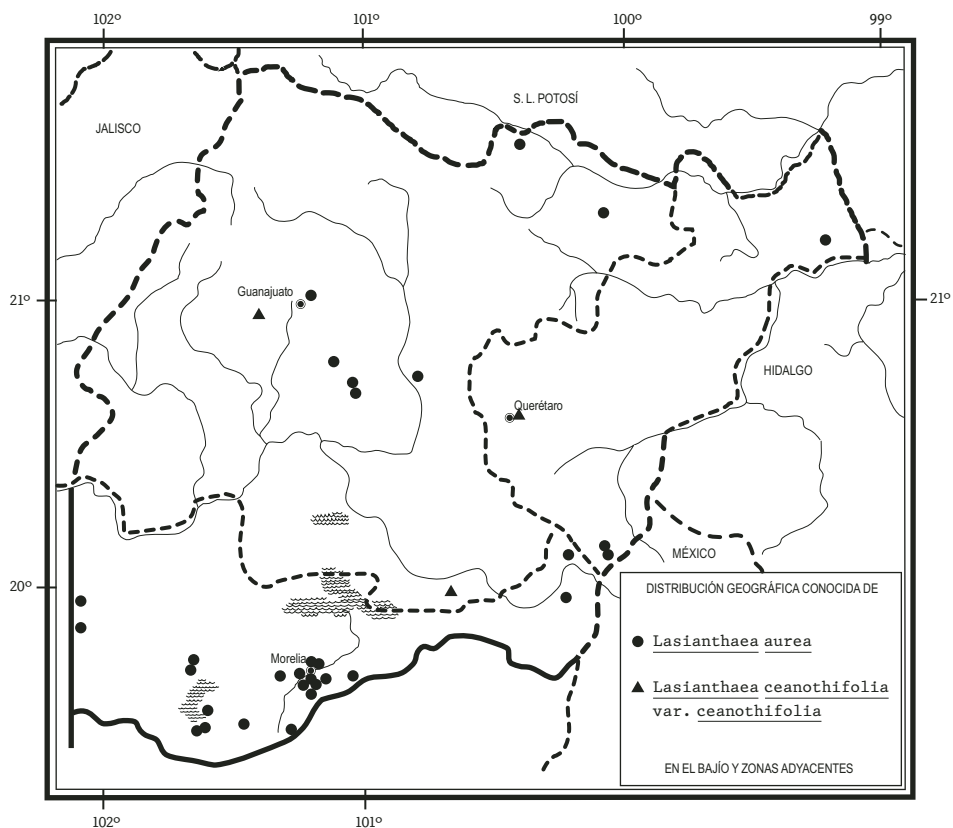 102º 101º 100º 99º
S. L. POTOSÍ
JALISCO
Guanajuato
21º 21º
HIDALGO
Querétaro
MÉXICO
20º
DISTRIBUCIÓN GEOGRÁFICA CONOCIDA DE
Lasianthaea aurea
Morelia
Lasianthaea ceanothifolia
var. ceanothifolia
EN EL BAJÍO Y ZONAS ADYACENTES
102º 101º